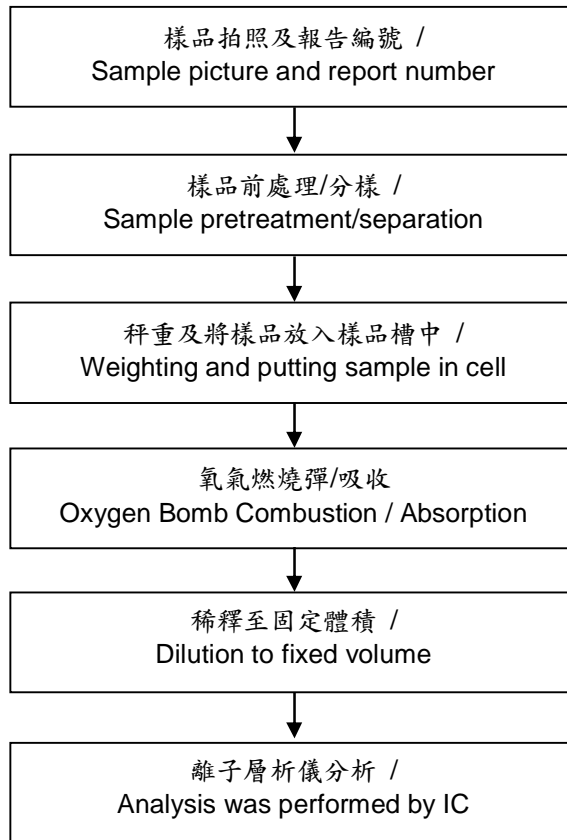 樣品拍照及報告編號 /
Sample picture and report number
樣品前處理/分樣 /
Sample pretreatment/separation
秤重及將樣品放入樣品槽中 /
Weighting and putting sample in cell
氧氣燃燒彈/吸收
Oxygen Bomb Combustion / Absorption
稀釋至固定體積 /
Dilution to fixed volume
離子層析儀分析 /
Analysis was performed by IC